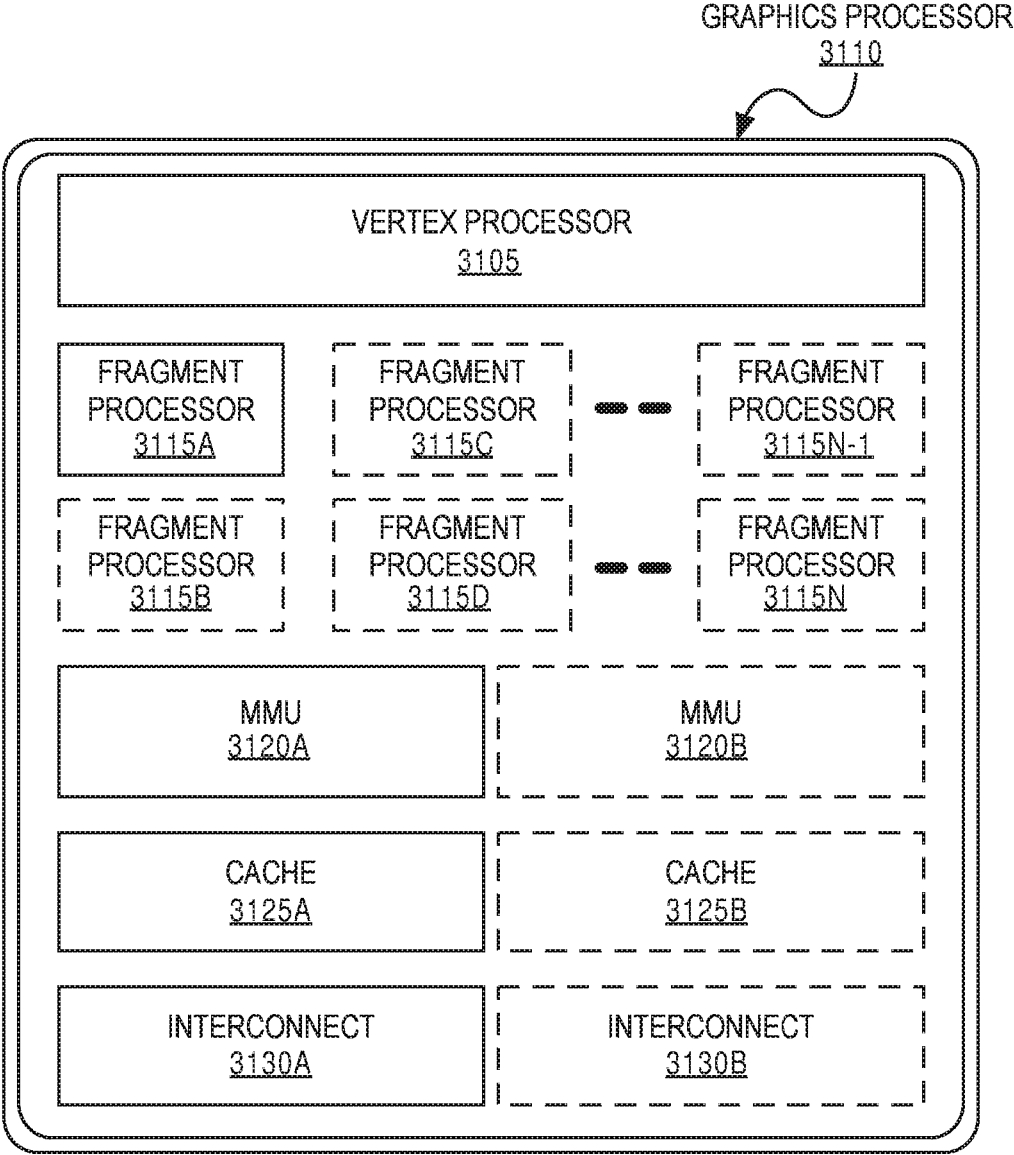 GRAPHICS PROCESSOR
3110
VERTEX PROCESSOR
3105
FRAGMENT
PROCESSOR
3115A
FRAGMENT
PROCESSOR
3115C
FRAGMENT
PROCESSOR
3115N-1
FRAGMENT
PROCESSOR
3115B
FRAGMENT
PROCESSOR
3115D
FRAGMENT
PROCESSOR
3115N
MMU
3120A
MMU
3120B
CACHE
3125A
CACHE
3125B
INTERCONNECT
3130A
INTERCONNECT
3130B